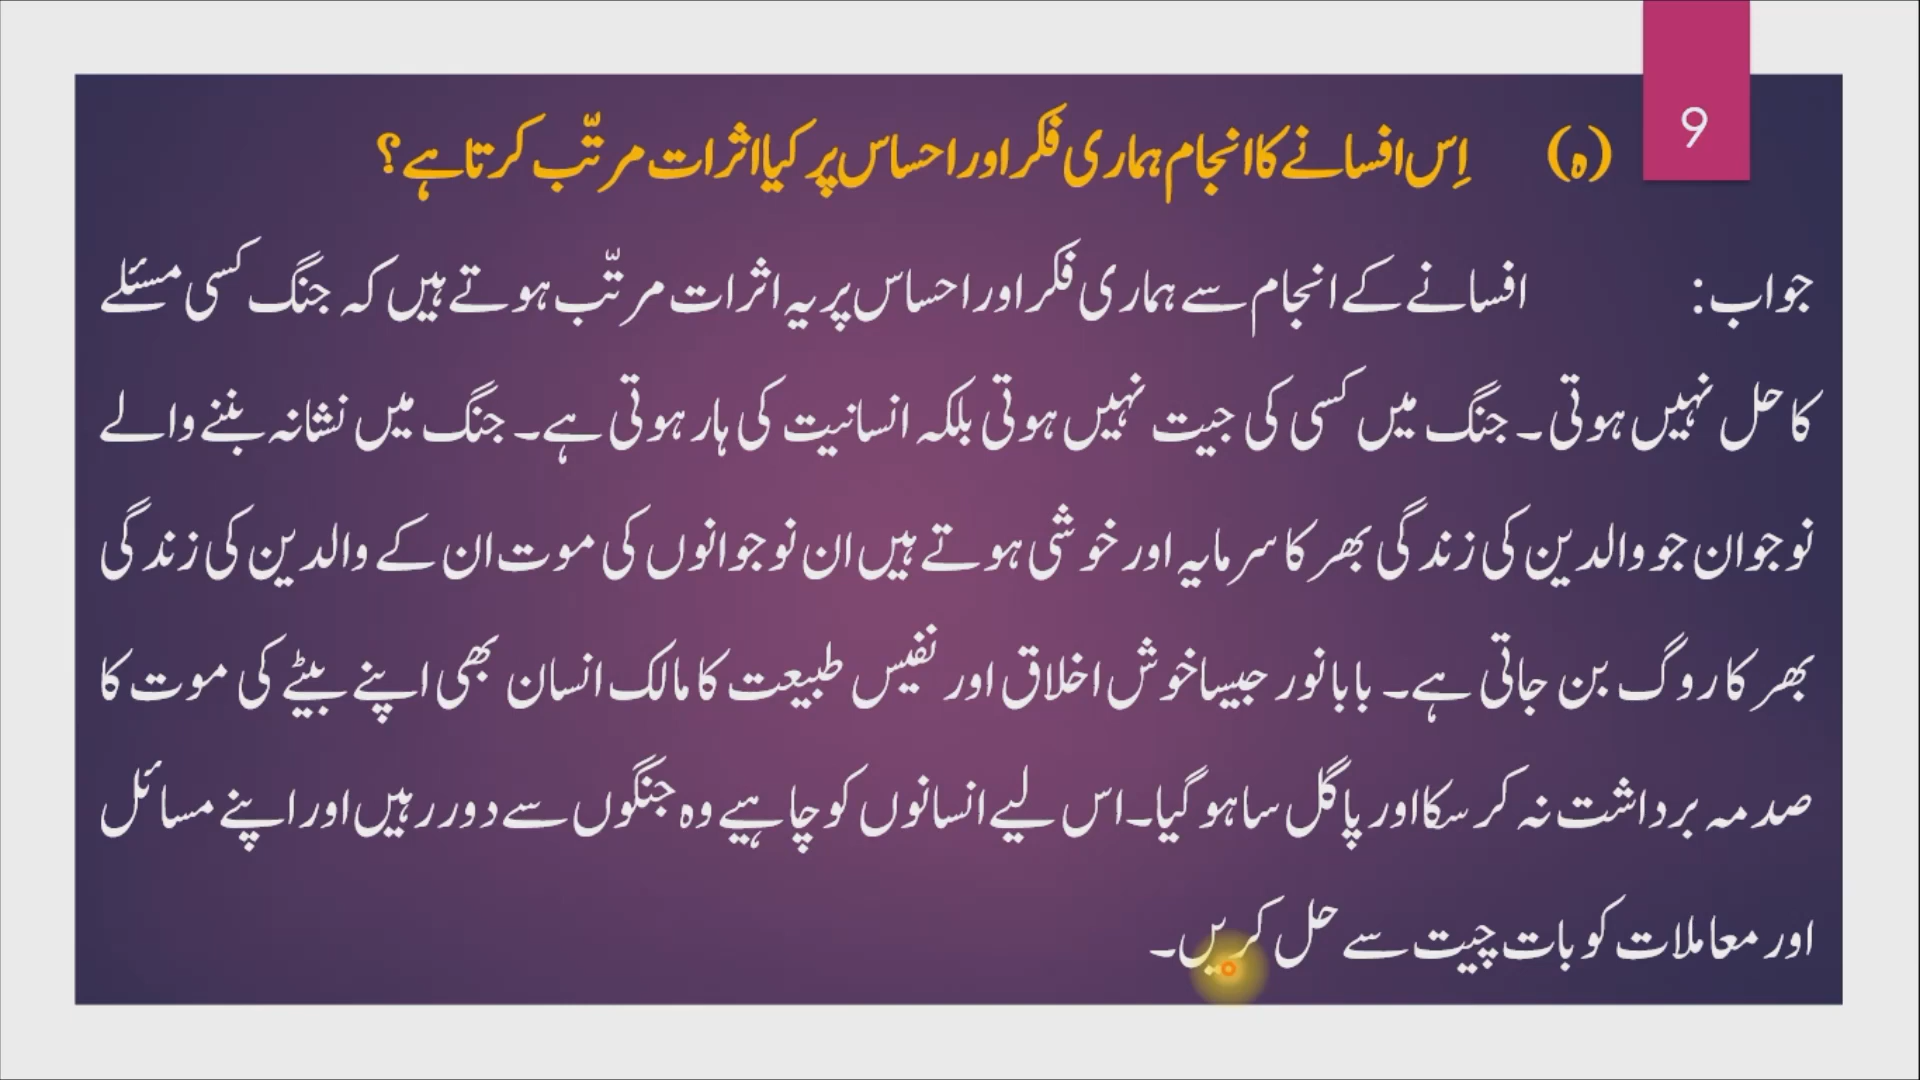 9
(ہ) اِس افسانے کا انجام ہماری فکر اور احساس پر کیا اثرات مرتّب کرتا ہے؟
جواب: افسانے کے انجام سے ہماری فکر اور احساس پر یہ اثرات مرتّب ہوتے ہیں کہ جنگ کسی مسئلے
کا حل نہیں ہوتی۔ جنگ میں کسی کی جیت نہیں ہوتی بلکہ انسانیت کی ہار ہوتی ہے۔ جنگ میں نشانہ بننے والے
نوجوان جو والدین کی زندگی بھر کا سرمایہ اور خوشی ہوتے ہیں ان نوجوانوں کی موت ان کے والدین کی زندگی
بھر کا روگ بن جاتی ہے۔ بابا نور جیسا خوش اخلاق اور نفیس طبیعت کا مالک انسان بھی اپنے بیٹے کی موت کا
صدمہ برداشت نہ کر سکا اور پاگل سا ہو گیا۔ اس لیے انسانوں کو چاہیے وہ جنگوں سے دور رہیں اور اپنے مسائل
اور معاملات کو بات چیت سے حل کریں۔